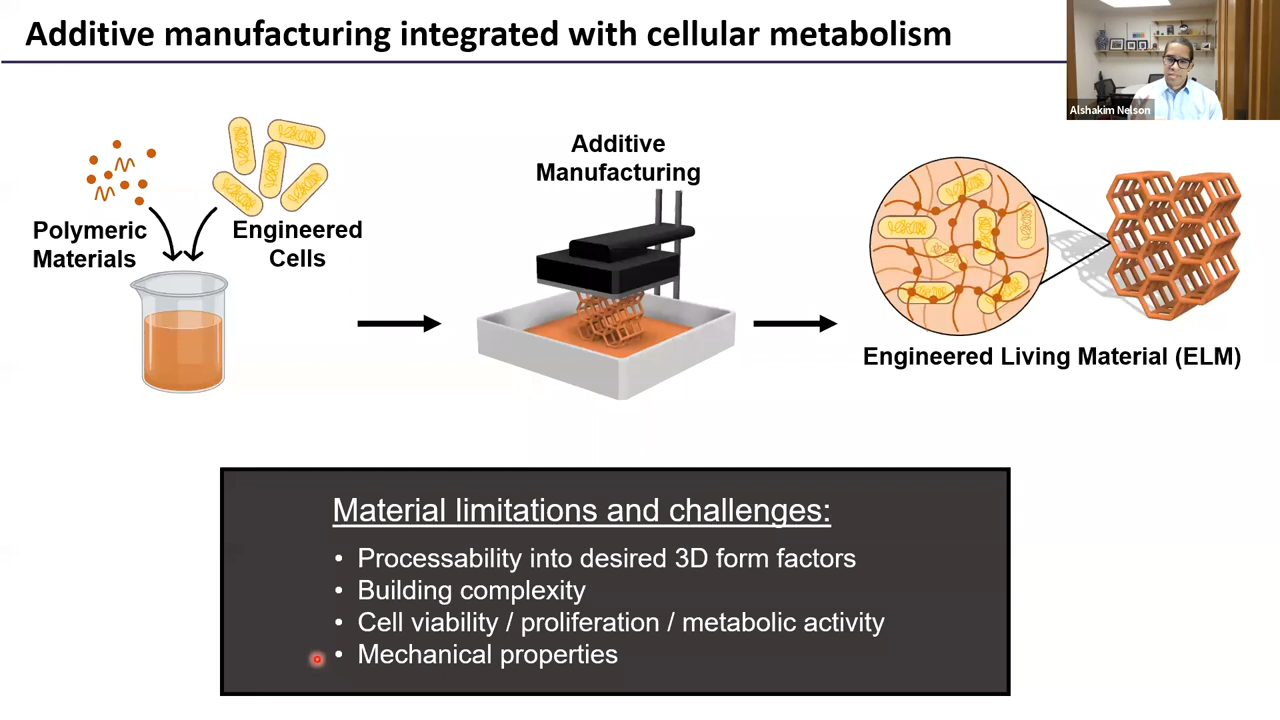 Additive manufacturing integrated with cellular metabolism
Alshakim Nelson
Polymeric
Materials
Engineered
Cells
Additive
Manufacturing
Engineered Living Material (ELM)
Material limitations and challenges:
• Processability into desired 3D form factors
• Building complexity
• Cell viability / proliferation / metabolic activity
• Mechanical properties